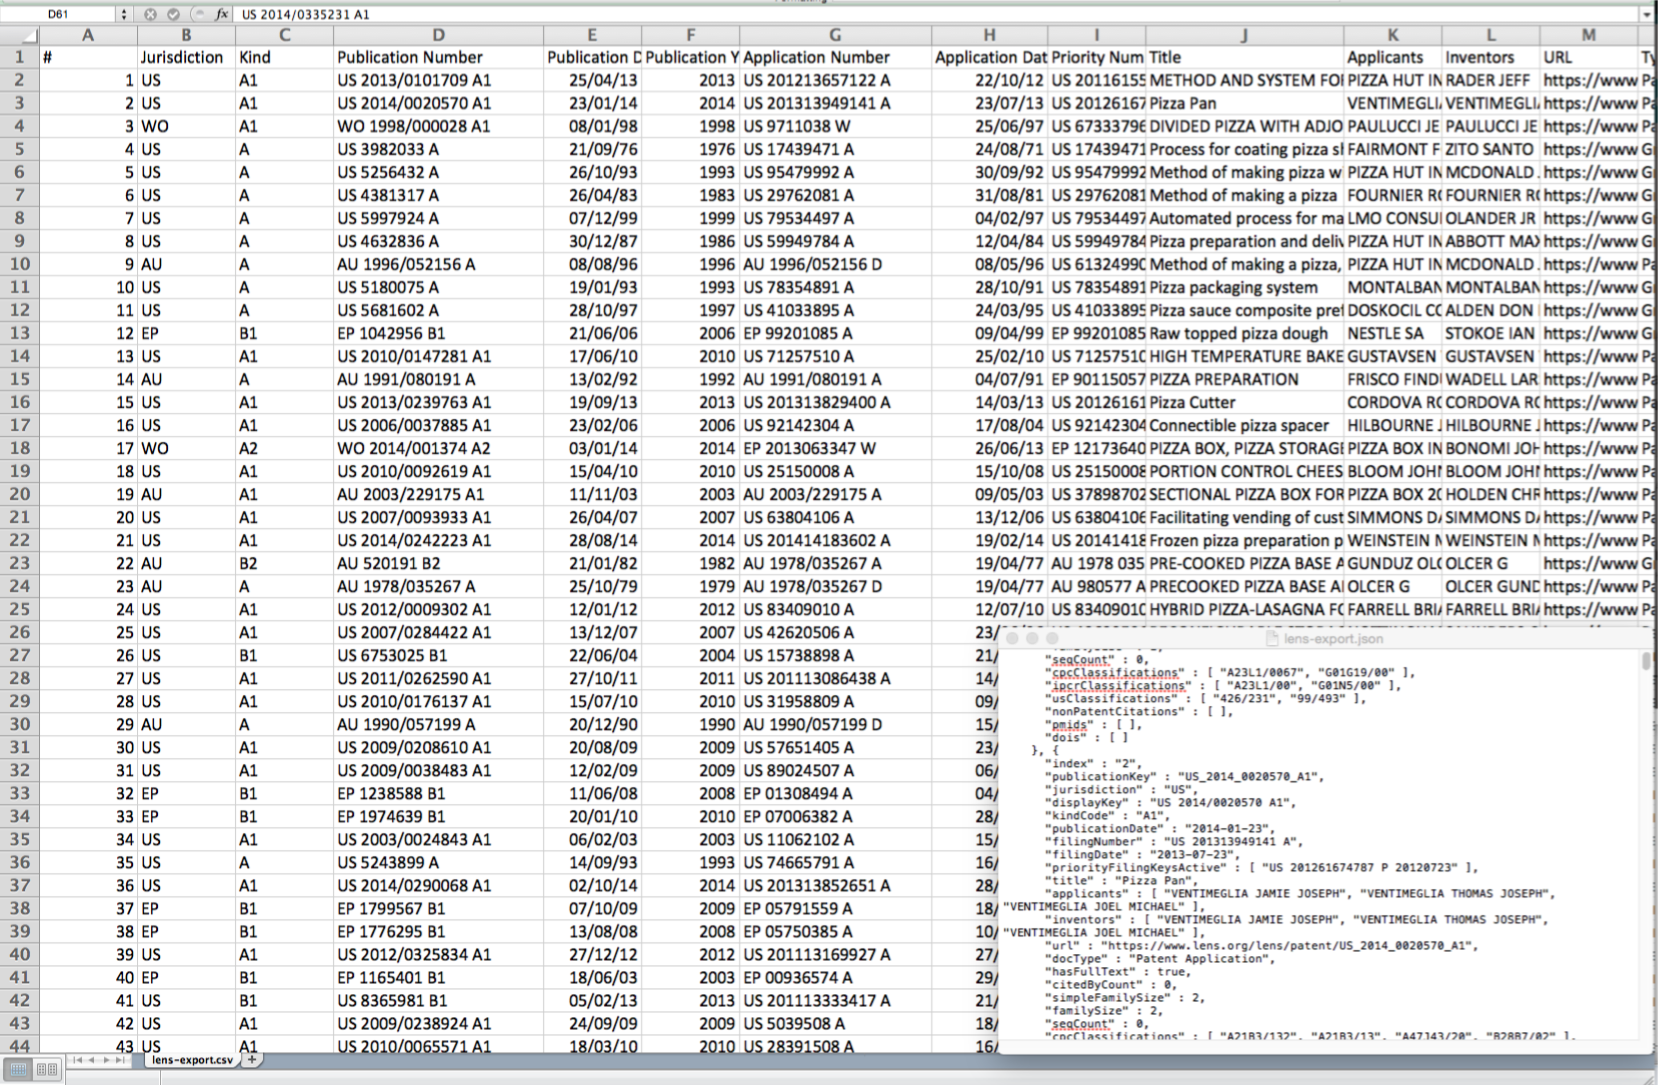 D61 fx US 2014/0335231 A1
A B C D E F G H I J K L M
1 # Jurisdiction Kind Publication Number Publication D Publication Y Application Number Application Dat Priority Num Title Applicants Inventors URL Ty
2 1 US A1 US 2013/0101709 A1 25/04/13 2013 US 201213657122 A 22/10/12 US 20116155 METHOD AND SYSTEM FOI PIZZA HUT IN RADER JEFF https://www Pa
3 2 US A1 US 2014/0020570 A1 23/01/14 2014 US 201313949141 A 23/07/13 US 20126167 Pizza Pan VENTIMEGLI VENTIMEGLI https://www Pa
4 3 WO A1 WO 1998/000028 A1 08/01/98 1998 US 9711038 W 25/06/97 US 67333796 DIVIDED PIZZA WITH ADJO PAULUCCI JE PAULUCCI JE https://www Pa
5 4 US A US 3982033 A 21/09/76 1976 US 17439471 A 24/08/71 US 17439471 Process for coating pizza sl FAIRMONT F ZITO SANTO https://www G
6 5 US A US 5256432 A 26/10/93 1993 US 95479992 A 30/09/92 US 95479992 Method of making pizza w PIZZA HUT IN MCDONALD https://www G
7 6 US A US 4381317 A 26/04/83 1983 US 29762081 A 31/08/81 US 29762081 Method of making a pizza FOURNIER R FOURNIER R https://www G
8 7 US A US 5997924 A 07/12/99 1999 US 79534497 A 04/02/97 US 79534497 Automated process for ma LMO CONSU OLANDER JR https://www G
9 8 US A US 4632836 A 30/12/87 1986 US 59949784 A 12/04/84 US 59949784 Pizza preparation and deliv PIZZA HUT IN ABBOTT MAX https://www G
10 9 AU A AU 1996/052156 A 08/08/96 1996 AU 1996/052156 D 08/05/96 US 61324990 Method of making a pizza, PIZZA HUT IN MCDONALD https://www Pa
11 10 US A US 5180075 A 19/01/93 1993 US 78354891 A 28/10/91 US 78354891 Pizza packaging system MONTALBAN MONTALBAN https://www G
12 11 US A US 5681602 A 28/10/97 1997 US 41033895 A 24/03/95 US 41033895 Pizza sauce composite pref DOSKOCIL CC ALDEN DON https://www G
13 12 EP B1 EP 1042956 B1 21/06/06 2006 EP 99201085 A 09/04/99 EP 99201085 Raw topped pizza dough NESTLE SA STOKOE IAN https://www G
14 13 US A1 US 2010/0147281 A1 17/06/10 2010 US 71257510 A 25/02/10 US 71257510 HIGH TEMPERATURE BAKE GUSTAVSEN GUSTAVSEN https://www Pa
15 14 AU A AU 1991/080191 A 13/02/92 1992 AU 1991/080191 A 04/07/91 EP 90115057 PIZZA PREPARATION FRISCO FIND WADELL LAR https://www Pa
16 15 US A1 US 2013/0239763 A1 19/09/13 2013 US 201313829400 A 14/03/13 US 20126161 Pizza Cutter CORDOVA R CORDOVA R https://www Pa
17 16 US A1 US 2006/0037885 A1 23/02/06 2006 US 92142304 A 17/08/04 US 92142304 Connectible pizza spacer HILBOURNE HILBOURNE https://www Pa
18 17 WO A2 WO 2014/001374 A2 03/01/14 2014 EP 2013063347 W 26/06/13 EP 12173640 PIZZA BOX, PIZZA STORAGE PIZZA BOX IN BONOMI JOH https://www Pa
19 18 US A1 US 2010/0092619 A1 15/04/10 2010 US 25150008 A 15/10/08 US 25150008 PORTION CONTROL CHEES BLOOM JOHN BLOOM JOHN https://www Pa
20 19 AU A1 AU 2003/229175 A1 11/11/03 2003 AU 2003/229175 A 09/05/03 US 37898702 SECTIONAL PIZZA BOX FOR PIZZA BOX 20 HOLDEN CHR https://www Pa
21 20 US A1 US 2007/0093933 A1 26/04/07 2007 US 63804106 A 13/12/06 US 63804106 Facilitating vending of cust SIMMONS DA SIMMONS DA https://www Pa
22 21 US A1 US 2014/0242223 A1 28/08/14 2014 US 201414183602 A 19/02/14 US 20141418 Frozen pizza preparation p WEINSTEIN WEINSTEIN https://www Pa
23 22 AU B2 AU 520191 B2 21/01/82 1982 AU 1978/035267 A 19/04/77 AU 1978 035 PRE-COOKED PIZZA BASE A GUNDUZ OLC OLCER G https://www G
24 23 AU A AU 1978/035267 A 25/10/79 1979 AU 1978/035267 D 19/04/77 AU 980577 A PRECOOKED PIZZA BASE A OLCER G OLCER GUND https://www Pa
25 24 US A1 US 2012/0009302 A1 12/01/12 2012 US 83409010 A 12/07/10 US 83409010 HYBRID PIZZA-LASAGNA FO FARRELL BRIA FARRELL BRIA https://www Pa
26 25 US A1 US 2007/0284422 A1 13/12/07 2007 US 42620506 A 23/
27 26 US B1 US 6753025 B1 22/06/04 2004 US 15738898 A 21/
28 27 US A1 US 2011/0262590 A1 27/10/11 2011 US 201113086438 A 14/
29 28 US A1 US 2010/0176137 A1 15/07/10 2010 US 31958809 A 09/
30 29 AU A AU 1990/057199 A 20/12/90 1990 AU 1990/057199 D 15/
31 30 US A1 US 2009/0208610 A1 20/08/09 2009 US 57651405 A 23/
32 31 US A1 US 2009/0038483 A1 12/02/09 2009 US 89024507 A 06/
33 32 EP B1 EP 1238588 B1 11/06/08 2008 EP 01308494 A 04/
34 33 EP B1 EP 1974639 B1 20/01/10 2010 EP 07006382 A 28/
35 34 US A1 US 2003/0024843 A1 06/02/03 2003 US 11062102 A 15/
36 35 US A US 5243899 A 14/09/93 1993 US 74665791 A 16/
37 36 US A1 US 2014/0290068 A1 02/10/14 2014 US 201313852651 A 28/
38 37 EP B1 EP 1799567 B1 07/10/09 2009 EP 05791559 A 18/
39 38 EP B1 EP 1776295 B1 13/08/08 2008 EP 05750385 A 10/
40 39 US A1 US 2012/0325834 A1 27/12/12 2012 US 201113169927 A 27/
41 40 EP B1 EP 1165401 B1 18/06/03 2003 EP 00936574 A 29/
42 41 US B1 US 8365981 B1 05/02/13 2013 US 201113333417 A 21/
43 42 US A1 US 2009/0238924 A1 24/09/09 2009 US 5039508 A 18/
44 43 US A1 US 2010/0065571 A1 18/03/10 2010 US 28391508 A 16/
lens-export.csv +
lens-export.json
"seqCount" : 0,
"cpcClassifications" : [ "A23L1/0067", "G01G19/00" ],
"ipcrClassifications" : [ "A23L1/00", "G01N5/00" ],
"usClassifications" : [ "426/231", "99/493" ],
"nonPatentCitations" : [ ],
"pmids" : [ ],
"dois" : [ ]
}, {
"index" : "2",
"publicationKey" : "US_2014_0020570_A1",
"jurisdiction" : "US",
"displayKey" : "US 2014/0020570 A1",
"kindCode" : "A1",
"publicationDate" : "2014-01-23",
"filingNumber" : "US 201313949141 A",
"filingDate" : "2013-07-23",
"priorityFilingKeysActive" : [ "US 201261674787 P 20120723" ],
"title" : "Pizza Pan",
"applicants" : [ "VENTIMEGLIA JAMIE JOSEPH", "VENTIMEGLIA THOMAS JOSEPH",
"VENTIMEGLIA JOEL MICHAEL" ],
"inventors" : [ "VENTIMEGLIA JAMIE JOSEPH", "VENTIMEGLIA THOMAS JOSEPH",
"VENTIMEGLIA JOEL MICHAEL" ],
"url" : "https://www.lens.org/lens/patent/US_2014_0020570_A1",
"docType" : "Patent Application",
"hasFullText" : true,
"citedByCount" : 0,
"simpleFamilySize" : 2,
"familySize" : 2,
"seqCount" : 0,
"cpcClassifications" : [ "A21B3/132", "A21B3/13", "A47J43/20", "B28B7/02" ],